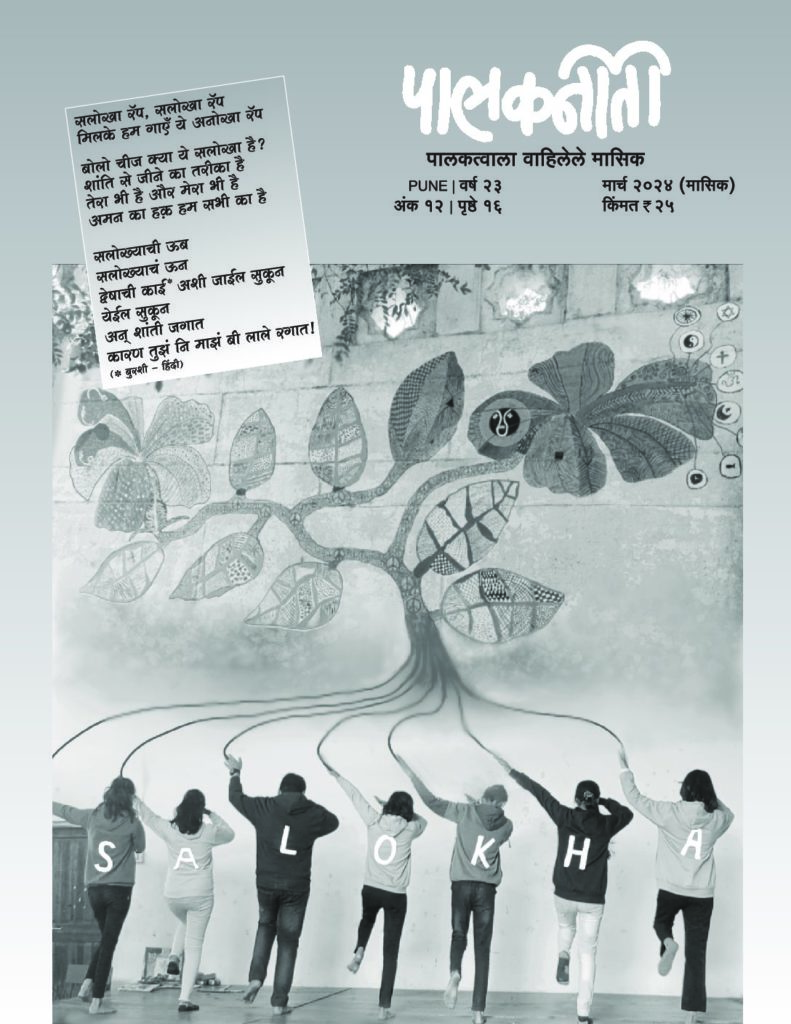 पालकनीती
पालकत्वाला वाहिलेले मासिक
PUNE | वर्ष २३
अंक १२ | पृष्ठे १६
मार्च २०२४ (मासिक)
किंमत ₹ २५
सलोखा रॅप, सलोखा रॅप
मिलके हम गाएँ ये अनोखा रॅप
बोलो चीज क्या ये सलोखा है?
शांति से जीने का तरीका है
तेरा भी है और मेरा भी है
अमन का हक़ हम सभी का है
सलोख्याची ऊब
सलोख्याचं ऊन
द्वेषाची काई* अशी जाईल सुकून
येईल सुकून
अन् शांती जगात
कारण तुझं नि माझं बी लाले रगात!
(* बुरशी - हिंदी)
S A L O K H A